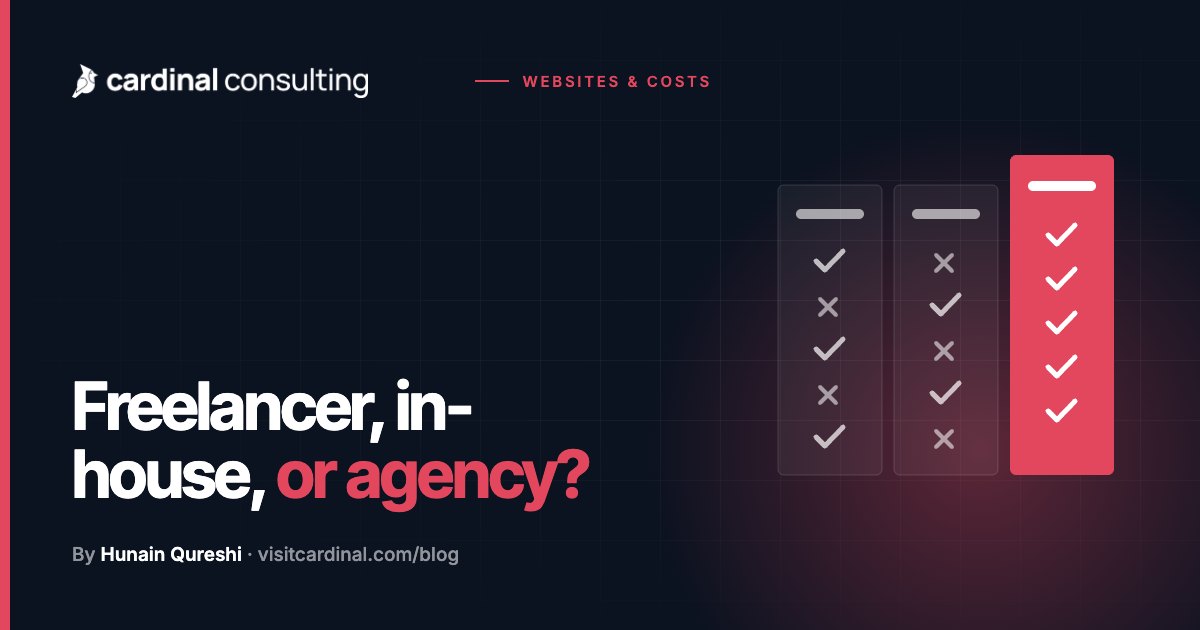 cardinal consulting
WEBSITES & COSTS
Freelancer, in-
house, or agency?
By Hunain Qureshi · visitcardinal.com/blog